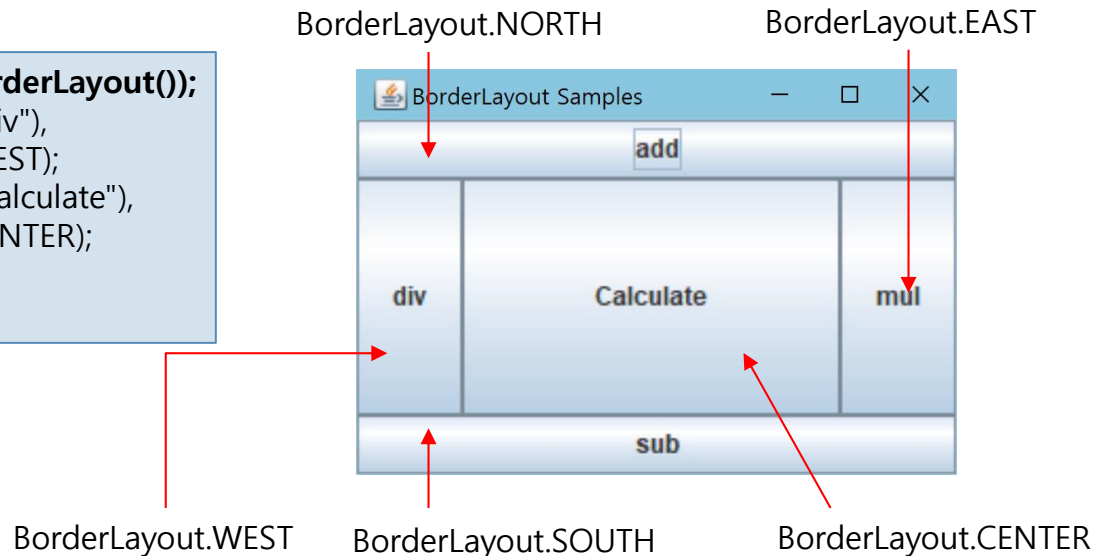 BorderLayout.NORTH
BorderLayout.EAST
rderLayout());
iv"),
EST);
alculate"),
NTER);
BorderLayout Samples
add
div
Calculate
mul
sub
BorderLayout.WEST
BorderLayout.SOUTH
BorderLayout.CENTER